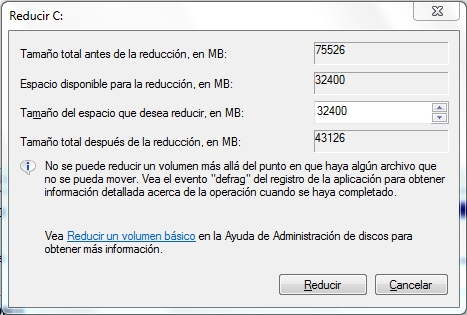 Reducir C:
Tamaño total antes de la reducción, en MB: 75526
Espacio disponible para la reducción, en MB: 32400
Tamaño del espacio que desea reducir, en MB: 32400
Tamaño total después de la reducción, en MB: 43126
No se puede reducir un volumen más allá del punto en que haya algún archivo que
no se pueda mover. Vea el evento "defrag" del registro de la aplicación para obtener
información detallada acerca de la operación cuando se haya completado.
Vea Reducir un volumen básico en la Ayuda de Administración de discos para
obtener más información.
Reducir Cancelar